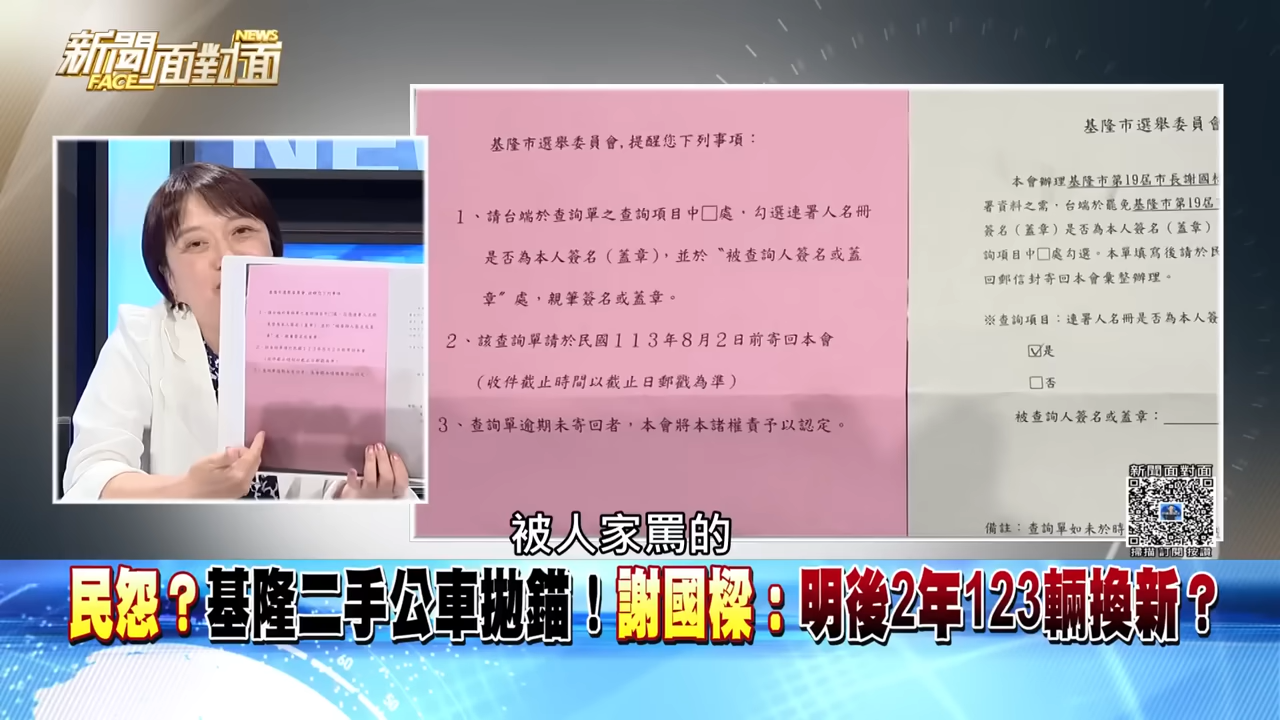 新聞面對面
NEWS
FACE
基隆市選舉委員會,提醒您下列事項：
1、請台端於查詢單之查詢項目中□處，勾選連署人名冊
是否為本人簽名（蓋章），並於〝被查詢人簽名或蓋
章〞處，親筆簽名或蓋章。
2、該查詢單請於民國113年8月2日前寄回本會
（收件截止時間以截止日郵戳為準）
3、查詢單逾期未寄回者，本會將本諸權責予以認定。
基隆市選舉委員會
本會辦理基隆市第19屆市長謝國樑
署資料之需，台端於罷免基隆市第19屆
簽名（蓋章）是否為本人簽名（蓋章）
詢項目中□處勾選。本單填寫後請於民
回郵信封寄回本會彙整辦理。
※查詢項目：連署人名冊是否為本人簽
☑是
□否
被查詢人簽名或蓋章：
備註：查詢單如未於時
新聞面對面
掃描訂閱按讚
被人家罵的
民怨？基隆二手公車拋錨！謝國樑：明後2年123輛換新？